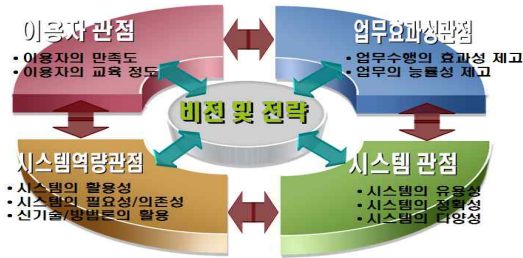 이용자 관점
• 이용자의 만족도
• 이용자의 교육 정도
업무효과성관점
• 업무수행의 효과성 제고
• 업무의 능률성 제고
비전 및 전략
시스템역량관점
• 시스템의 활용성
• 시스템의 필요성/의존성
• 신기술/방법론의 활용
시스템 관점
• 시스템의 유용성
• 시스템의 정확성
• 시스템의 다양성